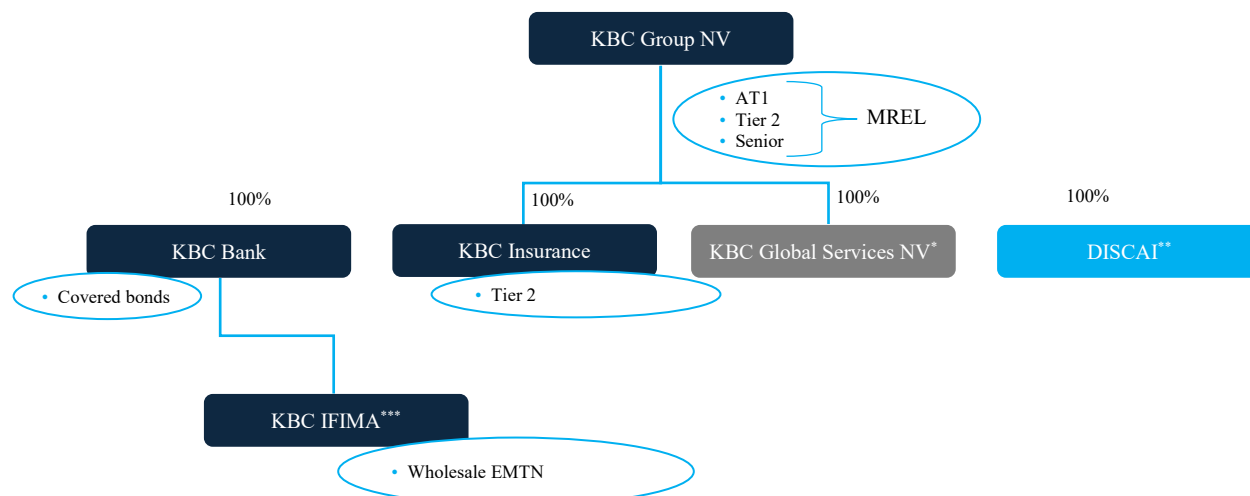 KBC Group NV
• AT1
• Tier 2
• Senior
MREL
100%
100%
100%
100%
KBC Bank
KBC Insurance
KBC Global Services NV*
DISCAI**
• Covered bonds
• Tier 2
KBC IFIMA***
• Wholesale EMTN